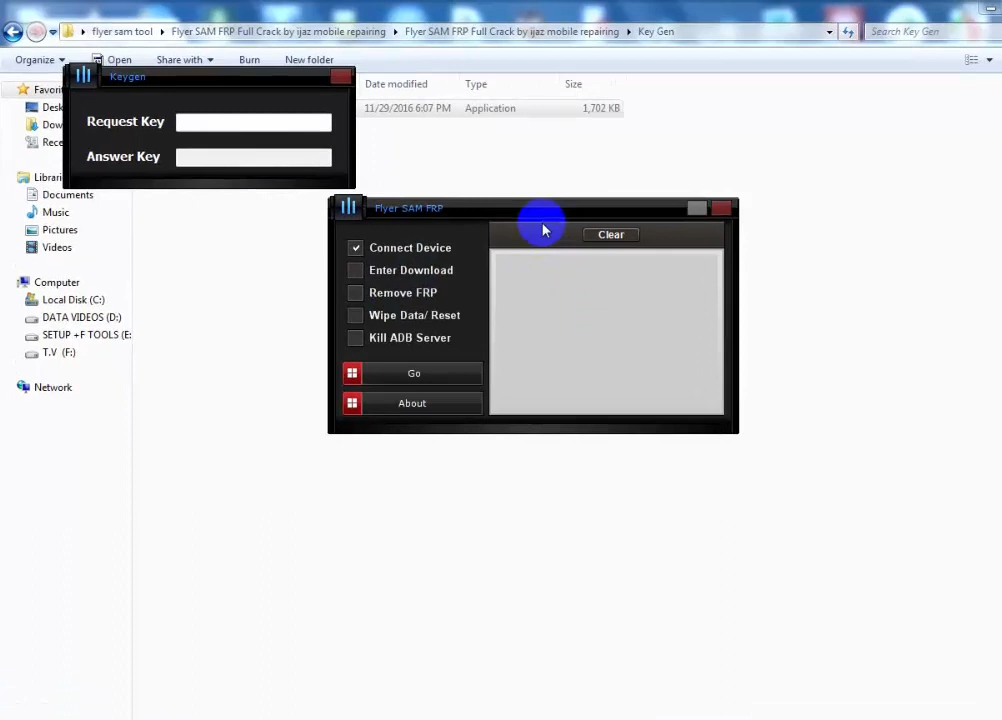 flyer sam tool Flyer SAM FRP Full Crack by ijaz mobile repairing Flyer SAM FRP Full Crack by ijaz mobile repairing Key Gen Search Key Gen
Organize Open Share with Burn New folder
Keygen
Request Key
Answer Key
Date modified Type Size
11/29/2016 6:07 PM Application 1,702 KB
Documents
Music
Pictures
Videos
Computer
Local Disk (C:)
DATA VIDEOS (D:)
SETUP +F TOOLS (E:
T.V (F:)
Network
Flyer SAM FRP
Clear
Connect Device
Enter Download
Remove FRP
Wipe Data/ Reset
Kill ADB Server
Go
About